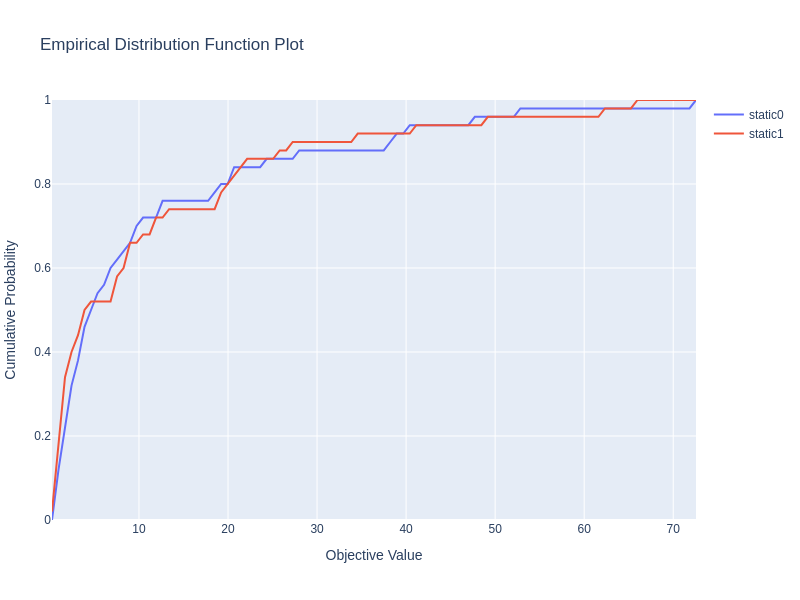 Empirical Distribution Function Plot
static0
static1
Cumulative Probability
1
0.8
0.6
0.4
0.2
0
10
20
30
40
50
60
70
Objective Value